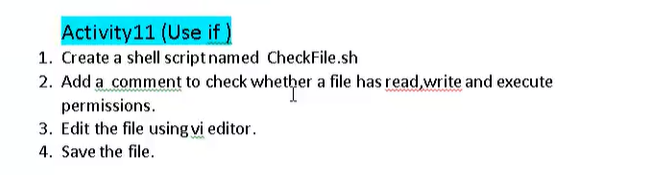 Activity11 (Use if )
1. Create a shell script named CheckFile.sh
2. Add a comment to check whether a file has read,write and execute
permissions.
3. Edit the file using vi editor.
4. Save the file.